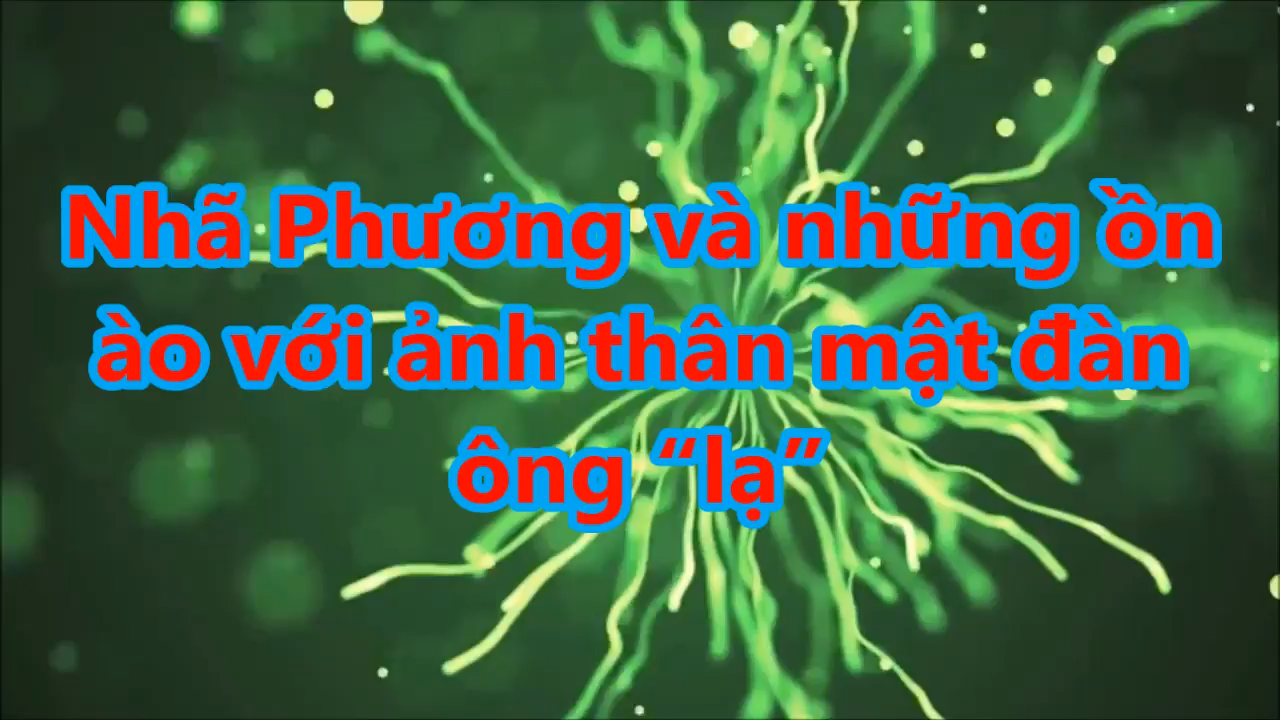 Nhã Phương và những ồn
ào với ảnh thân mật đàn
ông “lạ”